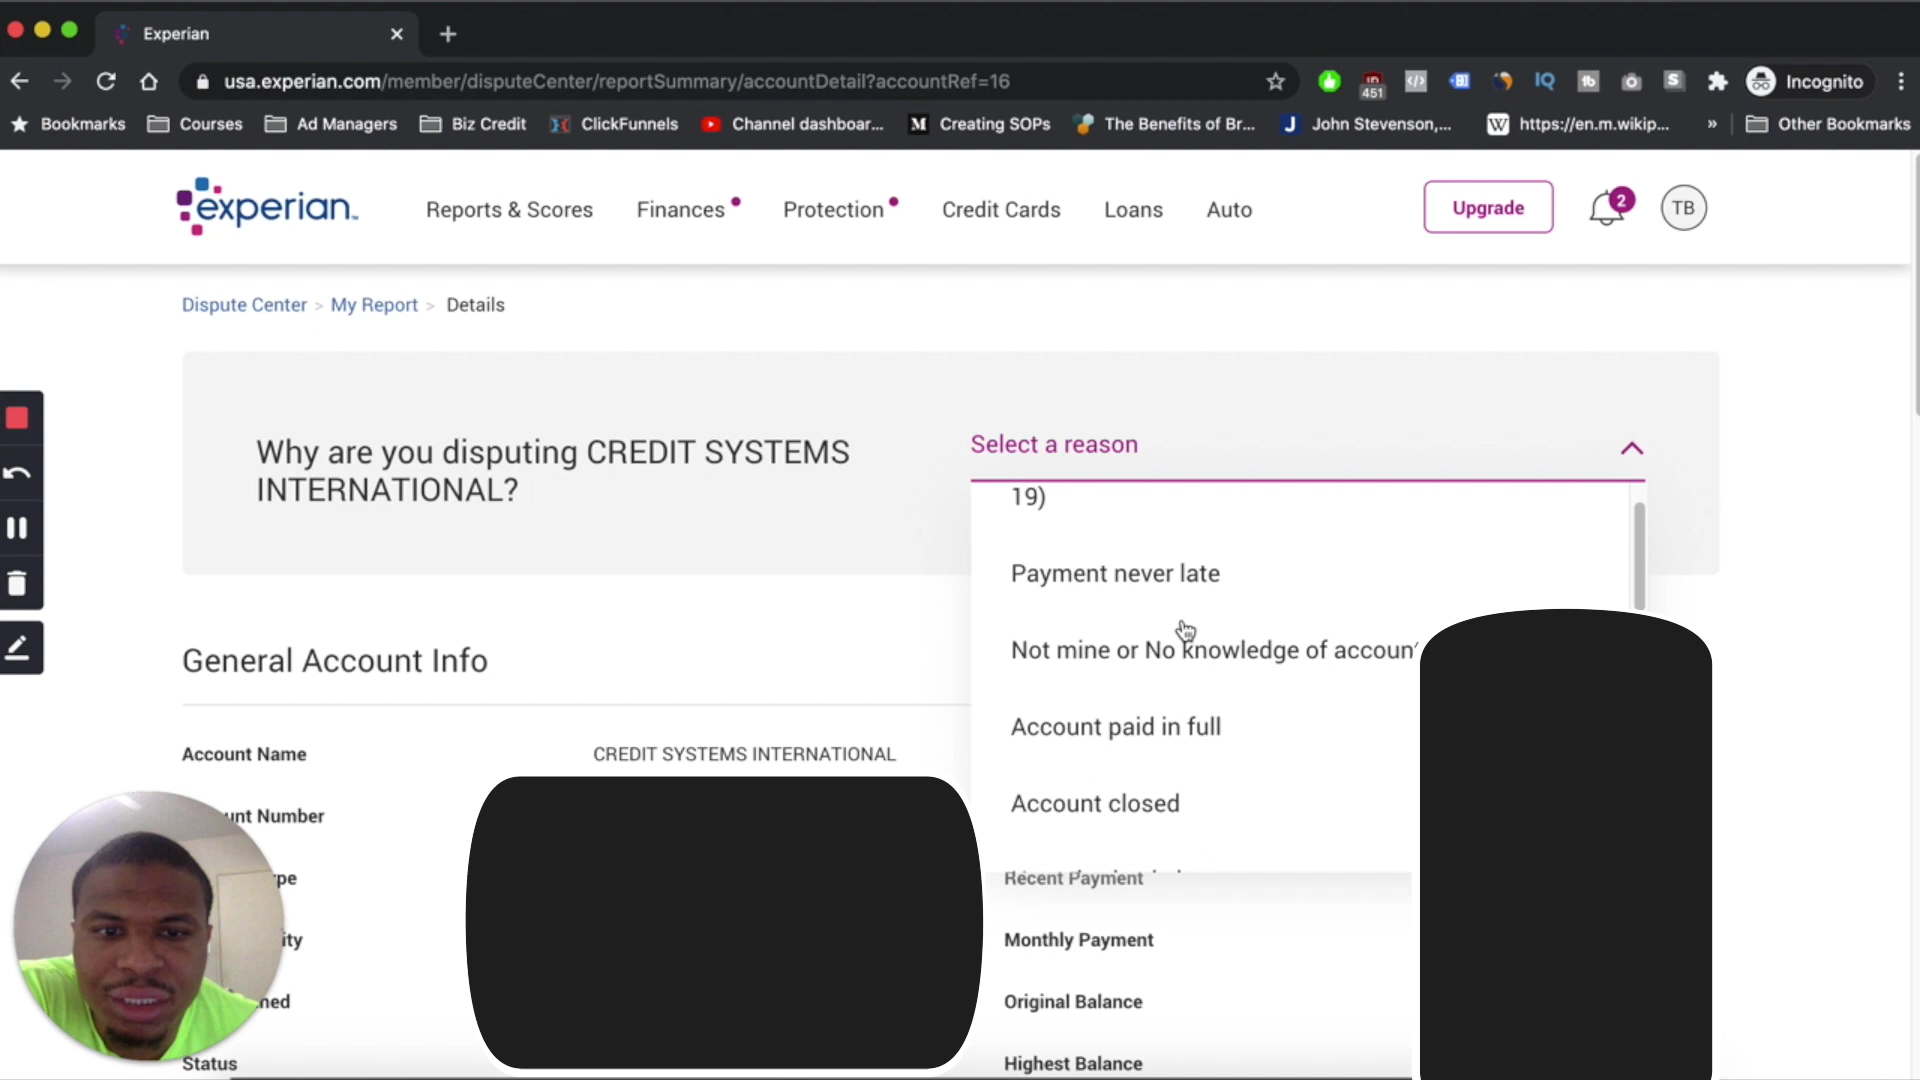 Experian
usa.experian.com/member/disputeCenter/reportSummary/accountDetail?accountRef=16
451
IQ
tb
S
Incognito
Bookmarks
Courses
Ad Managers
Biz Credit
ClickFunnels
Channel dashboar...
M Creating SOPs
The Benefits of Br...
J John Stevenson,...
W https://en.m.wikip...
» Other Bookmarks
experian™
Reports & Scores
Finances
Protection
Credit Cards
Loans
Auto
Upgrade
2
TB
Dispute Center > My Report > Details
Why are you disputing CREDIT SYSTEMS
INTERNATIONAL?
Select a reason
19)
Payment never late
Not mine or No knowledge of account
Account paid in full
Account closed
General Account Info
Account Name
CREDIT SYSTEMS INTERNATIONAL
unt Number
pe
Recent Payment
ity
Monthly Payment
ned
Original Balance
Status
Highest Balance